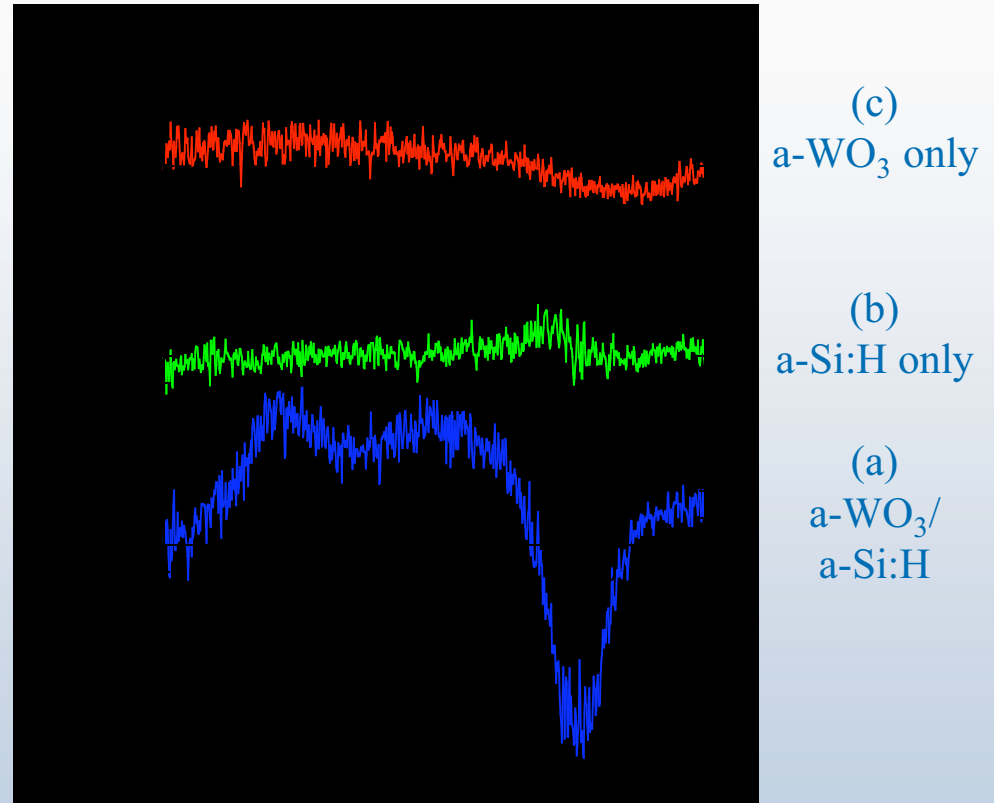 (c)
a-WO₃ only
(b)
a-Si:H only
(a)
a-WO₃/
a-Si:H